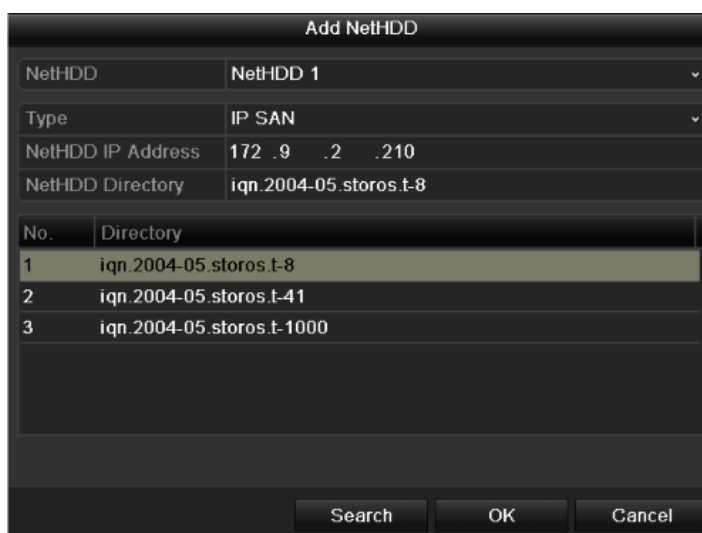 Add NetHDD
NetHDD NetHDD 1
Type IP SAN
NetHDD IP Address 172 .9 .2 .210
NetHDD Directory iqn.2004-05.storos.t-8
No. Directory
1 iqn.2004-05.storos.t-8
2 iqn.2004-05.storos.t-41
3 iqn.2004-05.storos.t-1000
Search OK Cancel